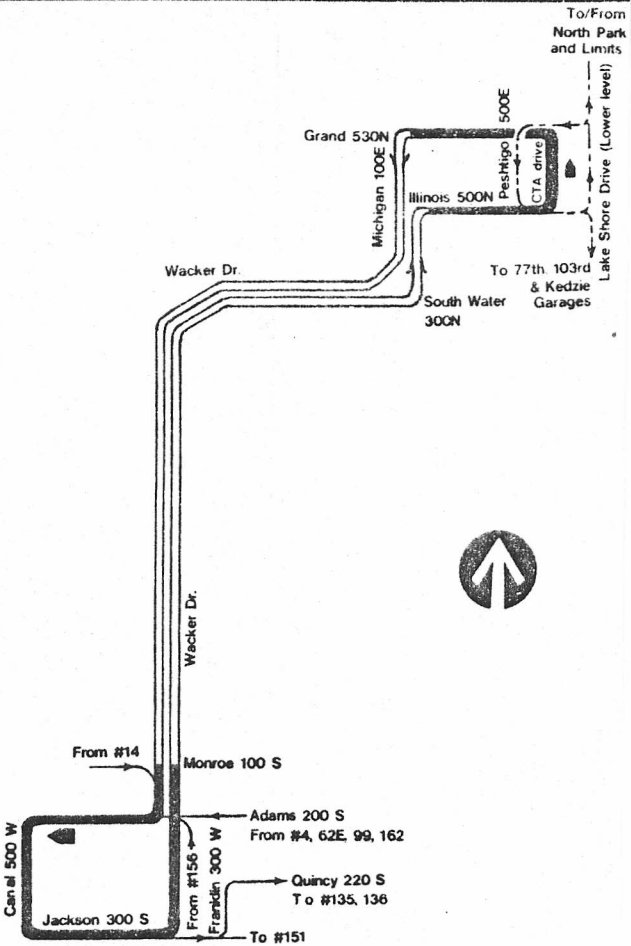 To/From
North Park
and Limits
Lake Shore Drive (Lower level)
Peshtigo 500E
Grand 530N
CTA drive
Michigan 100E
Illinois 500N
Wacker Dr.
To 77th, 103rd
& Kedzie
Garages
South Water
300N
Wacker Dr.
From #14
Monroe 100 S
Adams 200 S
From #4, 62E, 99, 162
Canal 500 W
From #156
Franklin 300 W
Quincy 220 S
To #135, 136
Jackson 300 S
To #151